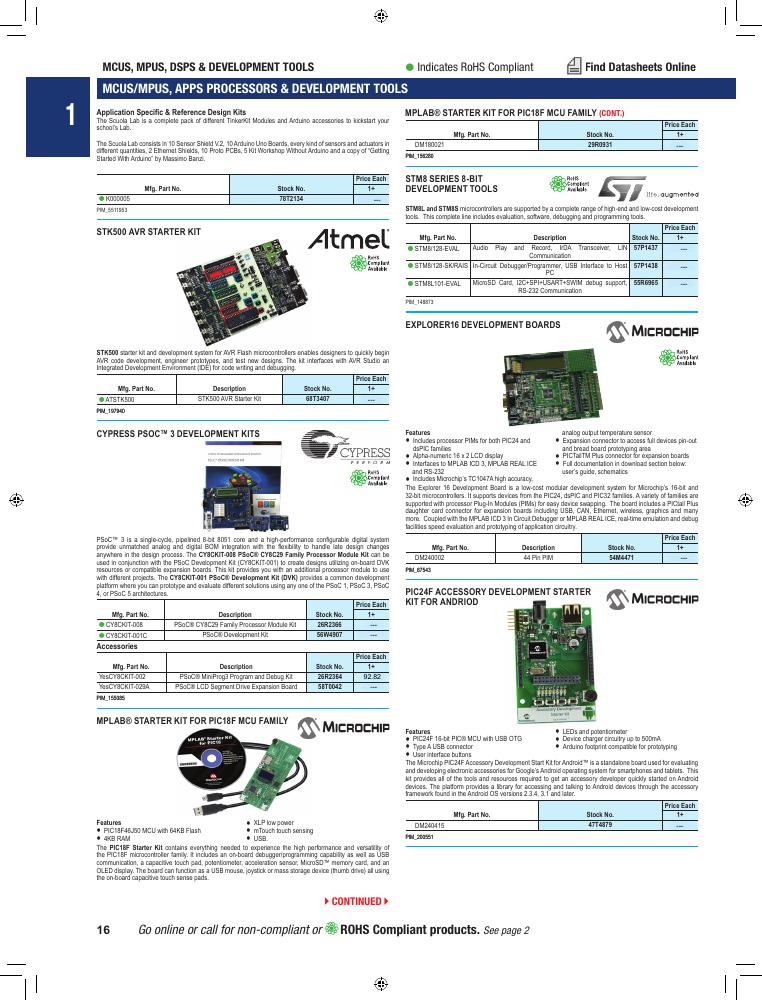 MCUS, MPUS, DSPS & DEVELOPMENT TOOLS
● Indicates RoHS Compliant
Find Datasheets Online
1
MCUS/MPUS, APPS PROCESSORS & DEVELOPMENT TOOLS
Application Specific & Reference Design Kits
The Scuola Lab is a complete pack of different TinkerKit Modules and Arduino accessories to kickstart your
school's Lab.
The Scuola Lab consists in 10 Sensor Shield V.2, 10 Arduino Uno Boards, every kind of sensors and actuators in
different quantities, 2 Ethernet Shields, 10 Proto PCBs, 5 Kit Workshop Without Arduino and a copy of "Getting
Started With Arduino" by Massimo Banzi.
Price Each
Mfg. Part No. Stock No. 1+
● K000005 78T2134 ---
PIM_5511953
STK500 AVR STARTER KIT
Atmel
RoHS
Compliant
Available
STK500 starter kit and development system for AVR Flash microcontrollers enables designers to quickly begin
AVR code development, engineer prototypes, and test new designs. The kit interfaces with AVR Studio an
Integrated Development Environment (IDE) for code writing and debugging.
Price Each
Mfg. Part No. Description Stock No. 1+
● ATSTK500 STK500 AVR Starter Kit 68T3407 ---
PIM_197940
CYPRESS PSOC™ 3 DEVELOPMENT KITS
CYPRESS
PERFORM
RoHS
Compliant
Available
PSoC™ 3 is a single-cycle, pipelined 8-bit 8051 core and a high-performance configurable digital system
provide unmatched analog and digital BOM integration with the flexibility to handle late design changes
anywhere in the design process. The CY8CKIT-008 PSoC® CY8C29 Family Processor Module Kit can be
used in conjunction with the PSoC Development Kit (CY8CKIT-001) to create designs utilizing on-board DVK
resources or compatible expansion boards. This kit provides you with an additional processor module to use
with different projects. The CY8CKIT-001 PSoC® Development Kit (DVK) provides a common development
platform where you can prototype and evaluate different solutions using any one of the PSoC 1, PSoC 3, PSoC
4, or PSoC 5 architectures.
Price Each
Mfg. Part No. Description Stock No. 1+
● CY8CKIT-008 PSoC® CY8C29 Family Processor Module Kit 26R2366 ---
● CY8CKIT-001C PSoC® Development Kit 56W4907 ---
Accessories
Price Each
Mfg. Part No. Description Stock No. 1+
YesCY8CKIT-002 PSoC® MiniProg3 Program and Debug Kit 26R2364 92.82
YesCY8CKIT-029A PSoC® LCD Segment Drive Expansion Board 58T0042 ---
PIM_155085
MPLAB® STARTER KIT FOR PIC18F MCU FAMILY
MICROCHIP
MPLAB® Starter Kit
for PIC18
Features
● PIC18F46J50 MCU with 64KB Flash
● 4KB RAM
● XLP low power
● mTouch touch sensing
● USB
The PIC18F Starter Kit contains everything needed to experience the high performance and versatility of
the PIC18F microcontroller family. It includes an on-board debugger/programming capability as well as USB
communication, a capacitive touch pad, potentiometer, acceleration sensor, MicroSD™ memory card, and an
OLED display. The board can function as a USB mouse, joystick or mass storage device (thumb drive) all using
the on-board capacitive touch sense pads.
CONTINUED
MPLAB® STARTER KIT FOR PIC18F MCU FAMILY (CONT.)
Price Each
Mfg. Part No. Stock No. 1+
DM180021 29R0931 ---
PIM_156280
STM8 SERIES 8-BIT
DEVELOPMENT TOOLS
RoHS
Compliant
Available
ST
life.augmented
STM8L and STM8S microcontrollers are supported by a complete range of high-end and low-cost development
tools. This complete line includes evaluation, software, debugging and programming tools.
Price Each
Mfg. Part No. Description Stock No. 1+
● STM8/128-EVAL Audio Play and Record, IrDA Transceiver, LIN 57P1437 ---
Communication
● STM8/128-SK/RAIS In-Circuit Debugger/Programmer, USB Interface to Host 57P1438 ---
PC
● STM8L101-EVAL MicroSD Card, I2C+SPI+USART+SWIM debug support, 55R6965 ---
RS-232 Communication
PIM_148873
EXPLORER16 DEVELOPMENT BOARDS
MICROCHIP
RoHS
Compliant
Available
Features
● Includes processor PIMs for both PIC24 and
dsPIC families
● Alpha-numeric 16 x 2 LCD display
● Interfaces to MPLAB ICD 3, MPLAB REAL ICE
and RS-232
● Includes Microchip's TC1047A high accuracy,
analog output temperature sensor
● Expansion connector to access full devices pin-out
and bread board prototyping area
● PICTailTM Plus connector for expansion boards
● Full documentation in download section below:
user's guide, schematics
The Explorer 16 Development Board is a low-cost modular development system for Microchip's 16-bit and
32-bit microcontrollers. It supports devices from the PIC24, dsPIC and PIC32 families. A variety of families are
supported with processor Plug-In Modules (PIMs) for easy device swapping. The board includes a PICtail Plus
daughter card connector for expansion boards including USB, CAN, Ethernet, wireless, graphics and many
more. Coupled with the MPLAB ICD 3 in Circuit Debugger or MPLAB REAL ICE, real-time emulation and debug
facilities speed evaluation and prototyping of application circuitry.
Price Each
Mfg. Part No. Description Stock No. 1+
DM240002 44 Pin PIM 54M4471 ---
PIM_67543
PIC24F ACCESSORY DEVELOPMENT STARTER
KIT FOR ANDRIOD
MICROCHIP
Accessory Development
Starter Kit
Features
● PIC24F 16-bit PIC® MCU with USB OTG
● Type A USB connector
● User interface buttons
● LEDs and potentiometer
● Device charger circuitry up to 500mA
● Arduino footprint compatible for prototyping
The Microchip PIC24F Accessory Development Start Kit for Android™ is a standalone board used for evaluating
and developing electronic accessories for Google's Android operating system for smartphones and tablets. This
kit provides all of the tools and resources required to get an accessory developer quickly started on Android
devices. The platform provides a library for accessing and talking to Android devices through the accessory
framework found in the Android OS versions 2.3.4, 3.1 and later.
Price Each
Mfg. Part No. Stock No. 1+
DM240415 47T4879 ---
PIM_200551
16 Go online or call for non-compliant or ROHS Compliant products. See page 2